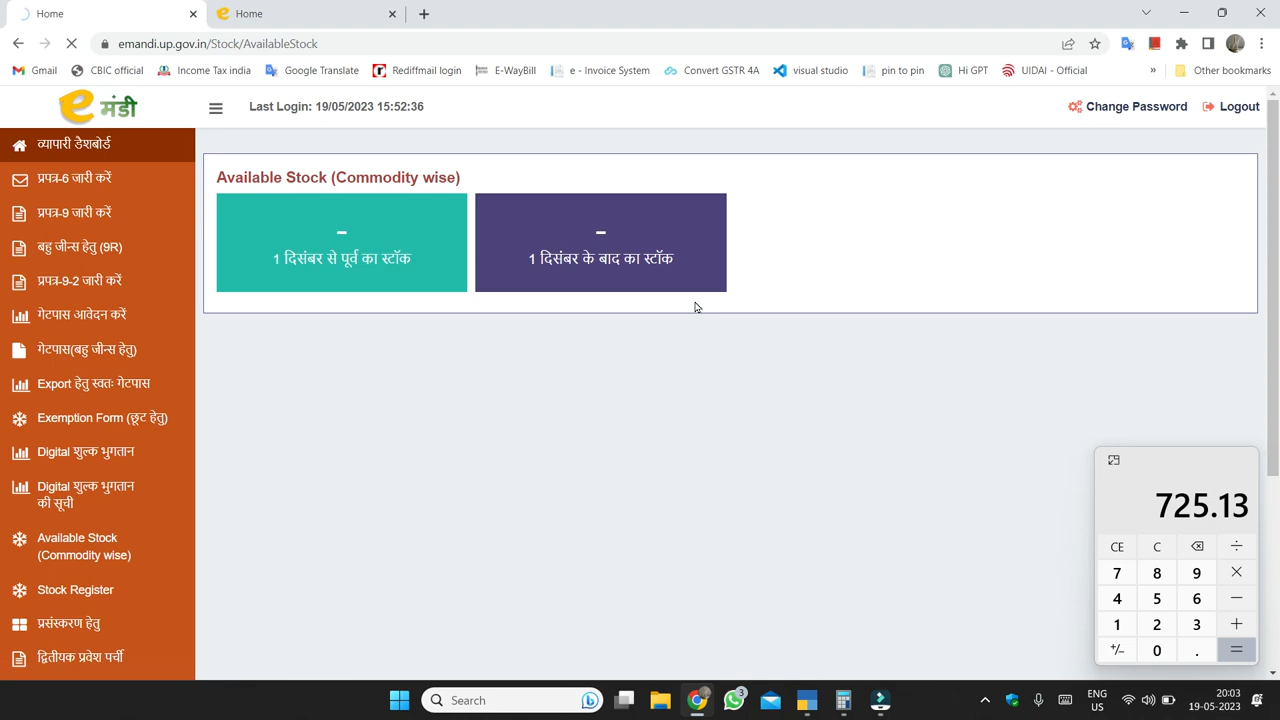 Home
Home
emandi.up.gov.in/Stock/AvailableStock
Gmail CBIC official Income Tax india Google Translate Rediffmail login E-WayBill e - Invoice System Convert GSTR 4A visual studio pin to pin Hi GPT UIDAI - Official » Other bookmarks
e मंडी
Last Login: 19/05/2023 15:52:36
Change Password
Logout
व्यापारी डैशबोर्ड
प्रपत्र-6 जारी करें
प्रपत्र-9 जारी करें
बहु जीन्स हेतु (9R)
प्रपत्र-9-2 जारी करें
गेटपास आवेदन करें
गेटपास(बहु जीन्स हेतु)
Export हेतु स्वतः गेटपास
Exemption Form (छूट हेतु)
Digital शुल्क भुगतान
Digital शुल्क भुगतान
की सूची
Available Stock
(Commodity wise)
Stock Register
प्रसंस्करण हेतु
द्वितीयक प्रवेश पर्ची
Available Stock (Commodity wise)
-
1 दिसंबर से पूर्व का स्टॉक
-
1 दिसंबर के बाद का स्टॉक
725.13
CE C ÷
7 8 9 ×
4 5 6 −
1 2 3 +
+/- 0 . =
Search
3
ENG
US
20:03
19-05-2023